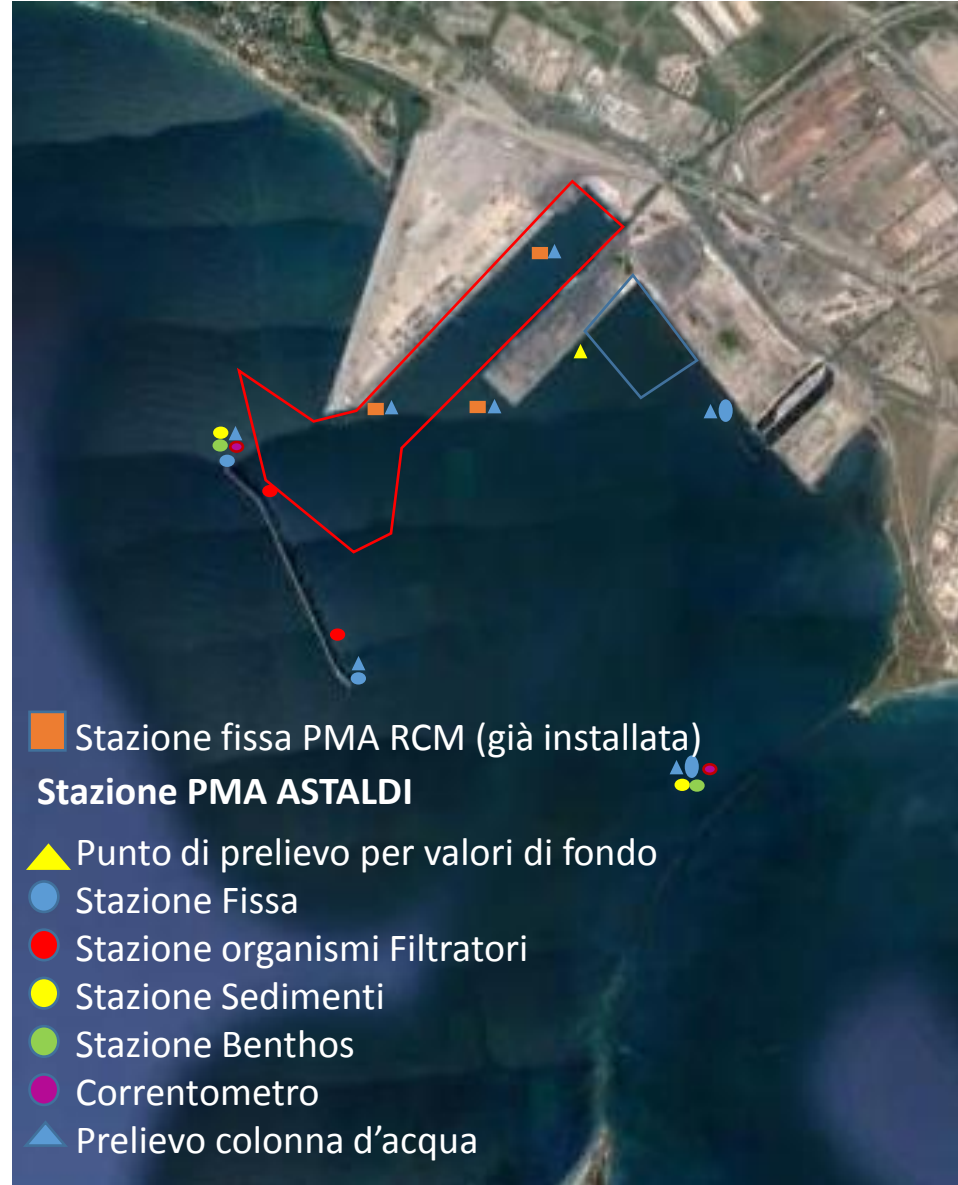 Stazione fissa PMA RCM (già installata)
Stazione PMA ASTALDI
Punto di prelievo per valori di fondo
Stazione Fissa
Stazione organismi Filtratori
Stazione Sedimenti
Stazione Benthos
Correntometro
Prelievo colonna d'acqua